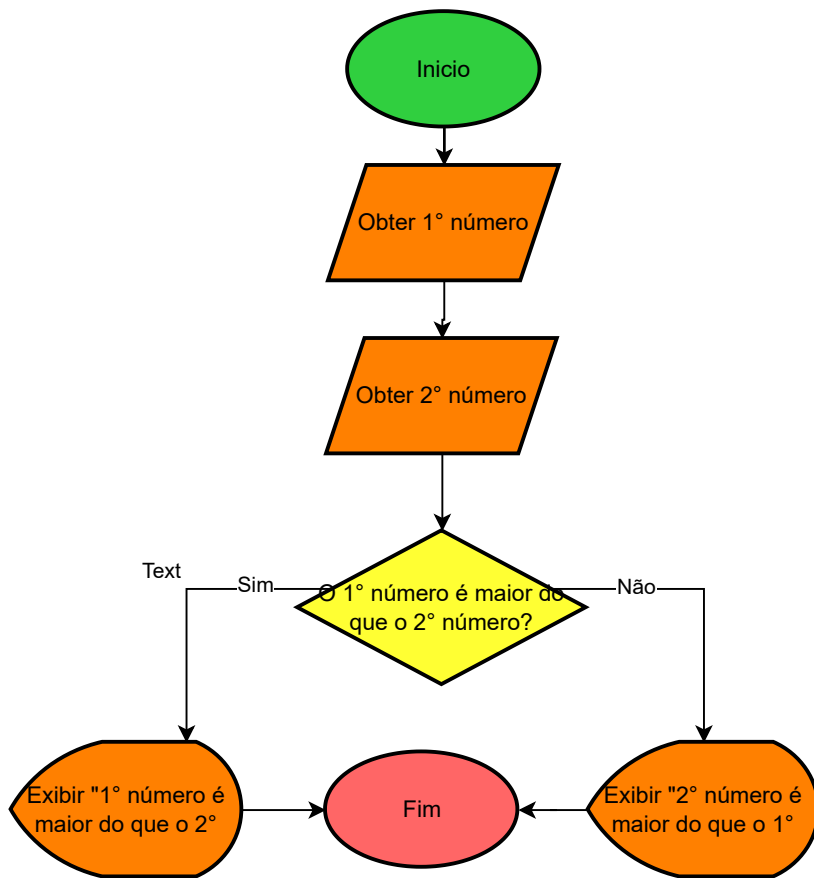 Inicio
Obter 1° número
Obter 2° número
O 1° número é maior do
que o 2° número?
Text
Sim
Não
Exibir "1° número é
maior do que o 2°
Fim
Exibir "2° número é
maior do que o 1°